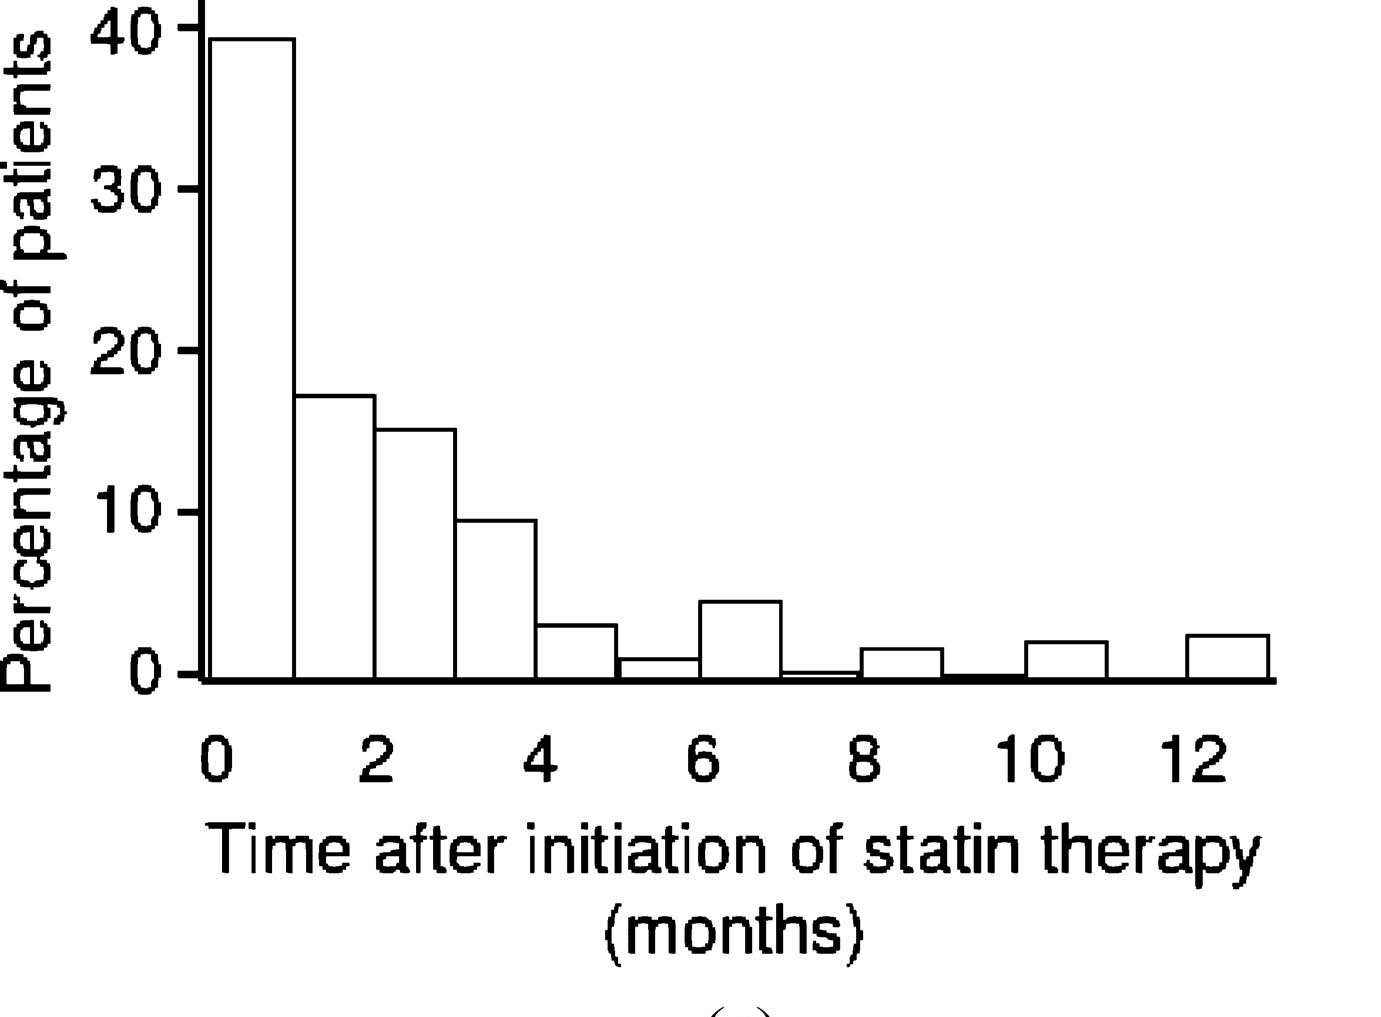 Percentage of patients
40
30
20
10
0
0 2 4 6 8 10 12
Time after initiation of statin therapy
(months)